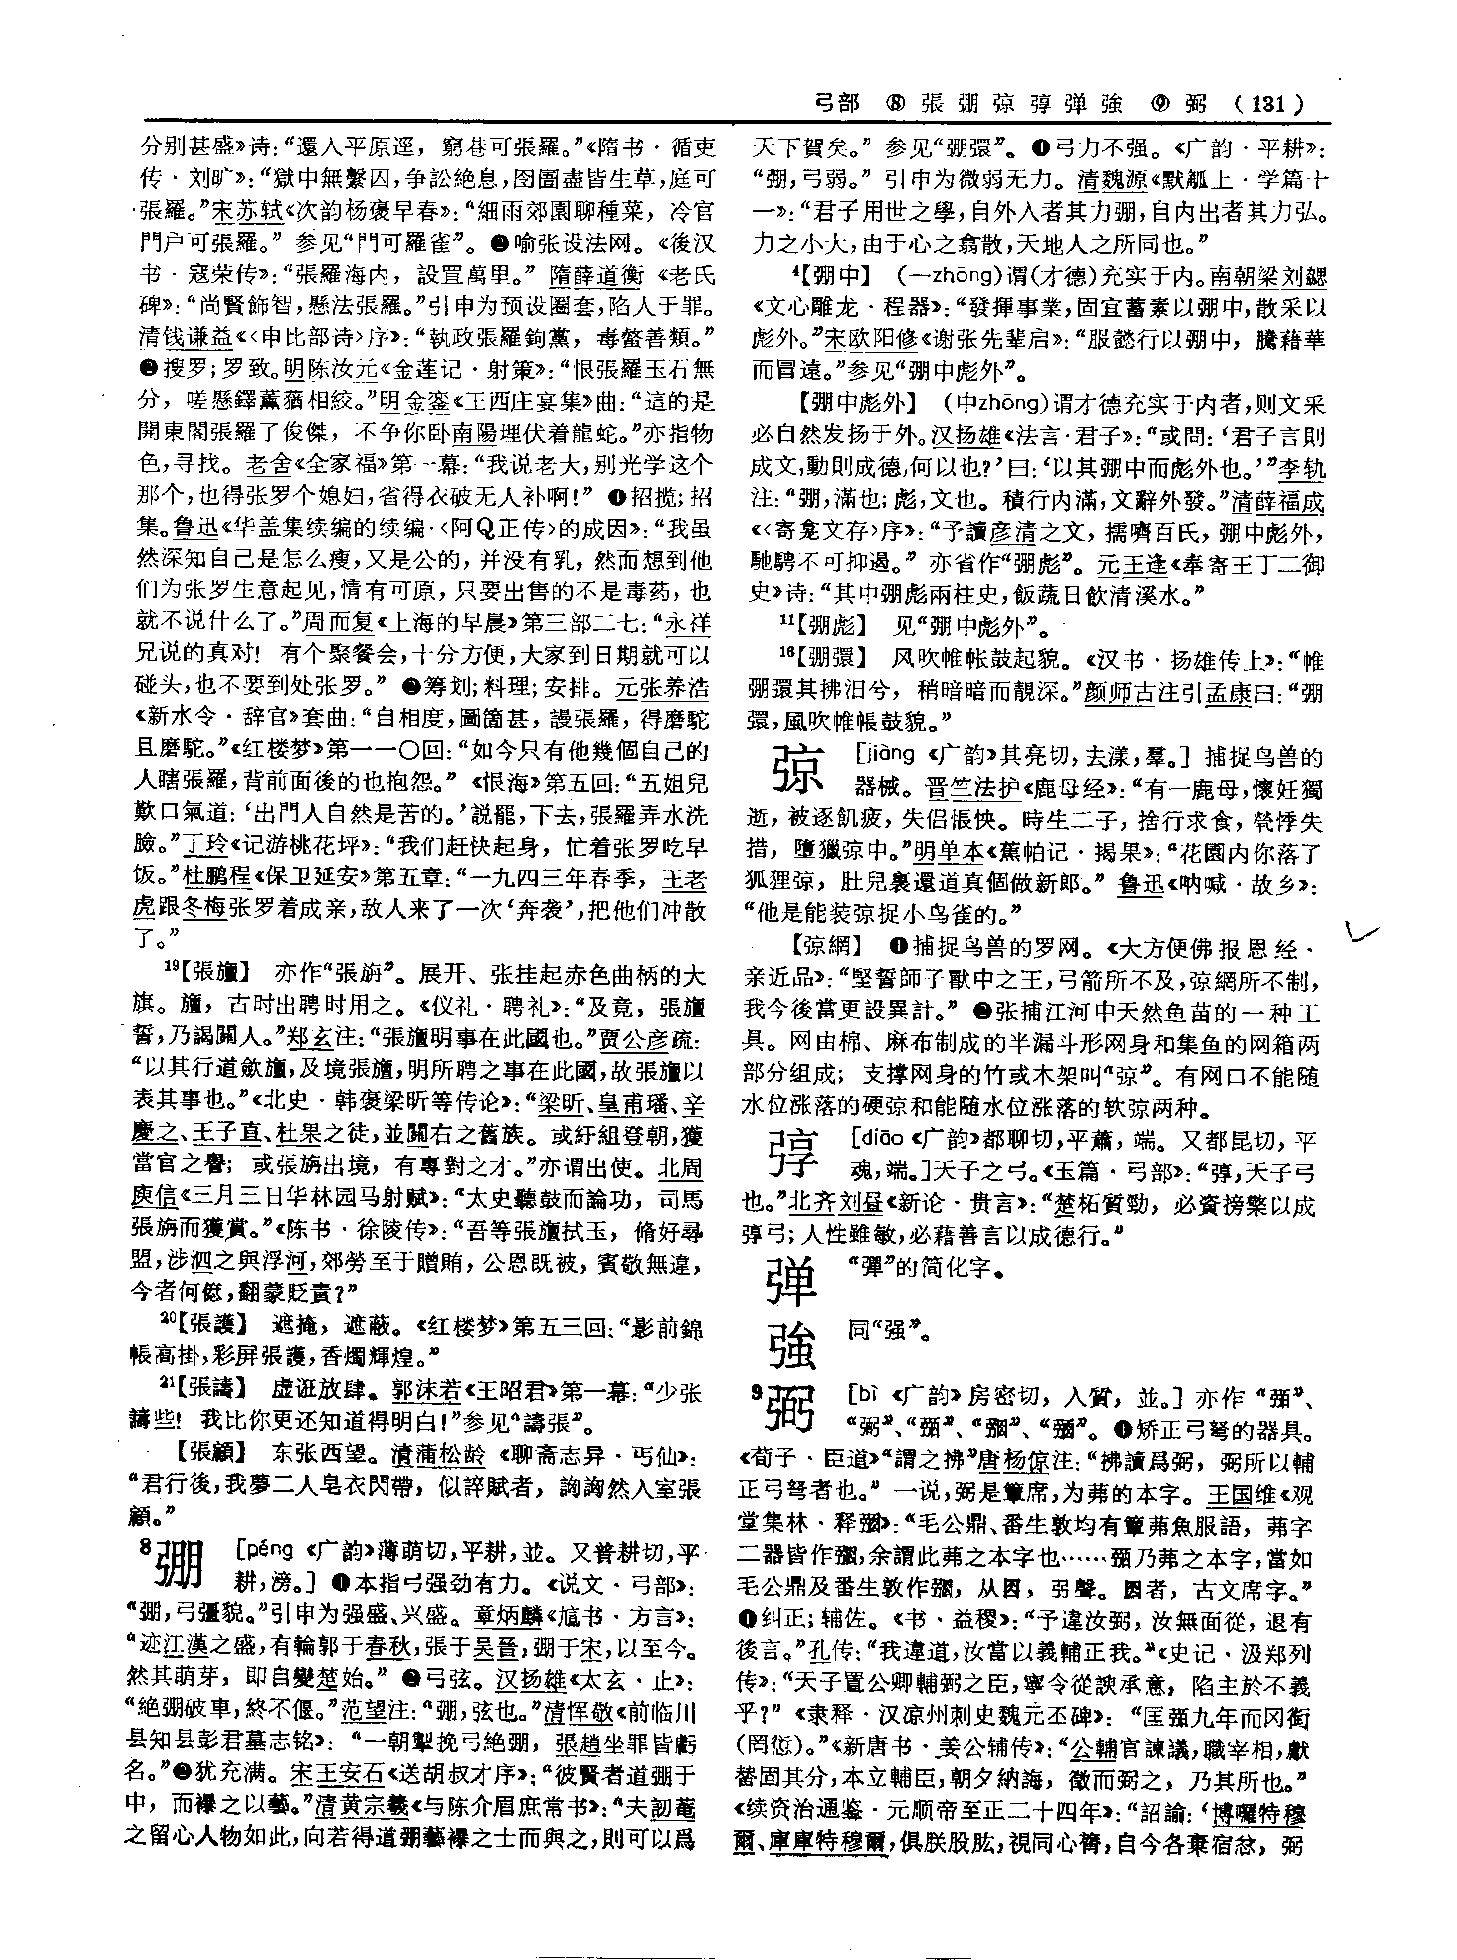 弓部 ⑧ 張弸弶弴弹強 ⑨ 弼 (131)
分别甚盛》诗：“還入平原逕，窮巷可張羅。”《隋书·循吏
传·刘旷》：“獄中無繫囚，争訟絶息，囹圄盡皆生草，庭可
張羅。”宋苏轼《次韵杨褒早春》：“細雨郊園聊種菜，冷官
門户可張羅。” 参见“門可羅雀”。❷喻张设法网。《後汉
书·寇荣传》：“張羅海内，設罝萬里。” 隋薛道衡《老氏
碑》：“尚賢飾智，懸法張羅。”引申为预设圈套，陷人于罪。
清钱谦益《〈申比部诗〉序》：“執政張羅鉤黨，毒螫善類。”
❸搜罗；罗致。明陈汝元《金莲记·射策》：“恨張羅玉石無
分，嗟懸鐸薰蕕相絞。”明金銮《王西庄宴集》曲：“這的是
開東閣張羅了俊傑，不争你卧南陽埋伏着龍蛇。”亦指物
色，寻找。老舍《全家福》第一幕：“我说老大，别光学这个
那个，也得张罗个媳妇，省得衣破无人补啊！” ❹招揽；招
集。鲁迅《华盖集续编的续编·〈阿Q正传〉的成因》：“我虽
然深知自己是怎么瘦，又是公的，并没有乳，然而想到他
们为张罗生意起见，情有可原，只要出售的不是毒药，也
就不说什么了。”周而复《上海的早晨》第三部二七：“永祥
兄说的真对！ 有个聚餐会，十分方便，大家到日期就可以
碰头，也不要到处张罗。” ❺筹划；料理；安排。元张养浩
《新水令·辞官》套曲：“自相度，圖箇甚，謾張羅，得磨駝
且磨駝。”《红楼梦》第一一〇回：“如今只有他幾個自己的
人瞎張羅，背前面後的也抱怨。” 《恨海》第五回：“五姐兒
歎口氣道：‘出門人自然是苦的。’説罷，下去，張羅弄水洗
臉。”丁玲《记游桃花坪》：“我们赶快起身，忙着张罗吃早
饭。”杜鹏程《保卫延安》第五章：“一九四三年春季，王老
虎跟冬梅张罗着成亲，敌人来了一次‘奔袭’，把他们冲散
了。”
19【張旜】 亦作“張旃”。展开、张挂起赤色曲柄的大
旗。旜，古时出聘时用之。《仪礼·聘礼》：“及竟，張旜
誓，乃謁關人。”郑玄注：“張旜明事在此國也。”贾公彦疏：
“以其行道斂旜，及境張旜，明所聘之事在此國，故張旜以
表其事也。”《北史·韩褒梁昕等传论》：“梁昕、皇甫璠、辛
慶之、王子直、杜杲之徒，並關右之舊族。或紆組登朝，獲
當官之譽；或張旃出境，有專對之才。”亦谓出使。北周
庾信《三月三日华林园马射赋》：“太史聽鼓而論功，司馬
張旃而獲賞。”《陈书·徐陵传》：“吾等張旜拭玉，脩好尋
盟，涉泗之與浮河，郊勞至于贈賄，公恩既被，賓敬無違，
今者何愆，翻蒙貶責？”
20【張護】 遮掩，遮蔽。《红楼梦》第五三回：“影前錦
帳高掛，彩屏張護，香燭輝煌。”
21【張譸】 虚诳放肆。郭沫若《王昭君》第一幕：“少张
譸些！ 我比你更还知道得明白！”参见“譸張”。
【張顧】 东张西望。清蒲松龄《聊斋志异·丐仙》：
“君行後，我夢二人皂衣閃帶，似誶賦者，訽訽然入室張
顧。”
8弸 [péng《广韵》薄萌切，平耕，並。又普耕切，平
耕，滂。] ❶本指弓强劲有力。《说文·弓部》：
“弸，弓彊貌。”引申为强盛、兴盛。章炳麟《訄书·方言》：
“迹江漢之盛，有輪郭于春秋，張于吴晉，弸于宋，以至今。
然其萌芽，即自變楚始。” ❷弓弦。汉扬雄《太玄·止》：
“绝弸破車，終不偃。”范望注：“弸，弦也。”清恽敬《前临川
县知县彭君墓志铭》：“一朝掣挽弓絶弸，張趙坐罪皆虧
名。”❸犹充满。宋王安石《送胡叔才序》：“彼賢者道弸于
中，而襮之以藝。”清黄宗羲《与陈介眉庶常书》：“夫訒菴
之留心人物如此，向若得道弸藝襮之士而與之，則可以爲
天下賀矣。” 参见“弸彋”。❹弓力不强。《广韵·平耕》：
“弸，弓弱。” 引申为微弱无力。清魏源《默觚上·学篇十
一》：“君子用世之學，自外入者其力弸，自内出者其力弘。
力之小大，由于心之翕散，天地人之所同也。”
4【弸中】 （一zhōng)谓(才德)充实于内。南朝梁刘勰
《文心雕龙·程器》：“發揮事業，固宜蓄素以弸中，散采以
彪外。”宋欧阳修《谢张先辈启》：“服懿行以弸中，騰藉華
而冒遠。”参见“弸中彪外”。
【弸中彪外】 (中zhōng)谓才德充实于内者，则文采
必自然发扬于外。汉扬雄《法言·君子》：“或問：‘君子言則
成文，動則成德，何以也？’曰：‘以其弸中而彪外也。’”李轨
注：“弸，滿也；彪，文也。積行内滿，文辭外發。”清薛福成
《〈寄龛文存〉序》：“予讀彦清之文，擩嚌百氏，弸中彪外，
馳騁不可抑遏。” 亦省作“弸彪”。元王逢《奉寄王丁二御
史》诗：“其中弸彪兩柱史，飯蔬日飲清溪水。”
11【弸彪】 见“弸中彪外”。
16【弸彋】 风吹帷帐鼓起貌。《汉书·扬雄传上》：“帷
弸彋其拂汨兮，稍暗暗而靚深。”颜师古注引孟康曰：“弸
彋，風吹帷帳鼓貌。”
弶 [jiàng《广韵》其亮切，去漾，羣。] 捕捉鸟兽的
器械。晋竺法护《鹿母经》：“有一鹿母，懷妊獨
逝，被逐飢疲，失侣悵怏。時生二子，捨行求食，煢悸失
措，墮獵弶中。”明单本《蕉帕记·揭果》：“花園内你落了
狐狸弶，肚兒裏還道真個做新郎。” 鲁迅《呐喊·故乡》：
“他是能装弶捉小鸟雀的。”
【弶網】 ❶捕捉鸟兽的罗网。《大方便佛报恩经·
亲近品》：“堅誓師子獸中之王，弓箭所不及，弶網所不制，
我今後當更設異計。” ❷张捕江河中天然鱼苗的一种工
具。网由棉、麻布制成的半漏斗形网身和集鱼的网箱两
部分组成；支撑网身的竹或木架叫“弶”。有网口不能随
水位涨落的硬弶和能随水位涨落的软弶两种。
弴 [diāo《广韵》都聊切，平蕭，端。又都昆切，平
魂，端。]天子之弓。《玉篇·弓部》：“弴，天子弓
也。”北齐刘昼《新论·贵言》：“楚柘質勁，必資榜檠以成
弴弓；人性雖敏，必藉善言以成德行。”
弹 “彈”的简化字。
強 同“强”。
9弼 [bì《广韵》房密切，入質，並。] 亦作“䪐”、
❶矫正弓弩的器具。
《荀子·臣道》“謂之拂”唐杨倞注：“拂讀爲弼，弼所以輔
正弓弩者也。” 一说，弼是簟席，为茀的本字。王国维《观
堂集林·释弼》：“毛公鼎、番生敦均有簟茀魚服語，茀字
二器皆作弼，余謂此茀之本字也……弼乃茀之本字，當如
毛公鼎及番生敦作弼，从㐁，弜聲。㐁者，古文席字。”
❷纠正；辅佐。《书·益稷》：“予違汝弼，汝無面從，退有
後言。”孔传：“我違道，汝當以義輔正我。”《史记·汲郑列
传》：“天子置公卿輔弼之臣，寧令從諛承意，陷主於不義
乎？” 《隶释·汉凉州刺史魏元丕碑》：“匡弼九年而冈衘
(罔愆)。”《新唐书·姜公辅传》：“公輔官諫議，職宰相，獻
替固其分，本立輔臣，朝夕納誨，微而弼之，乃其所也。”
《续资治通鉴·元顺帝至正二十四年》：“詔諭：‘博囉特穆
爾、庫庫特穆爾，俱朕股肱，視同心膂，自今各棄宿忿，弼